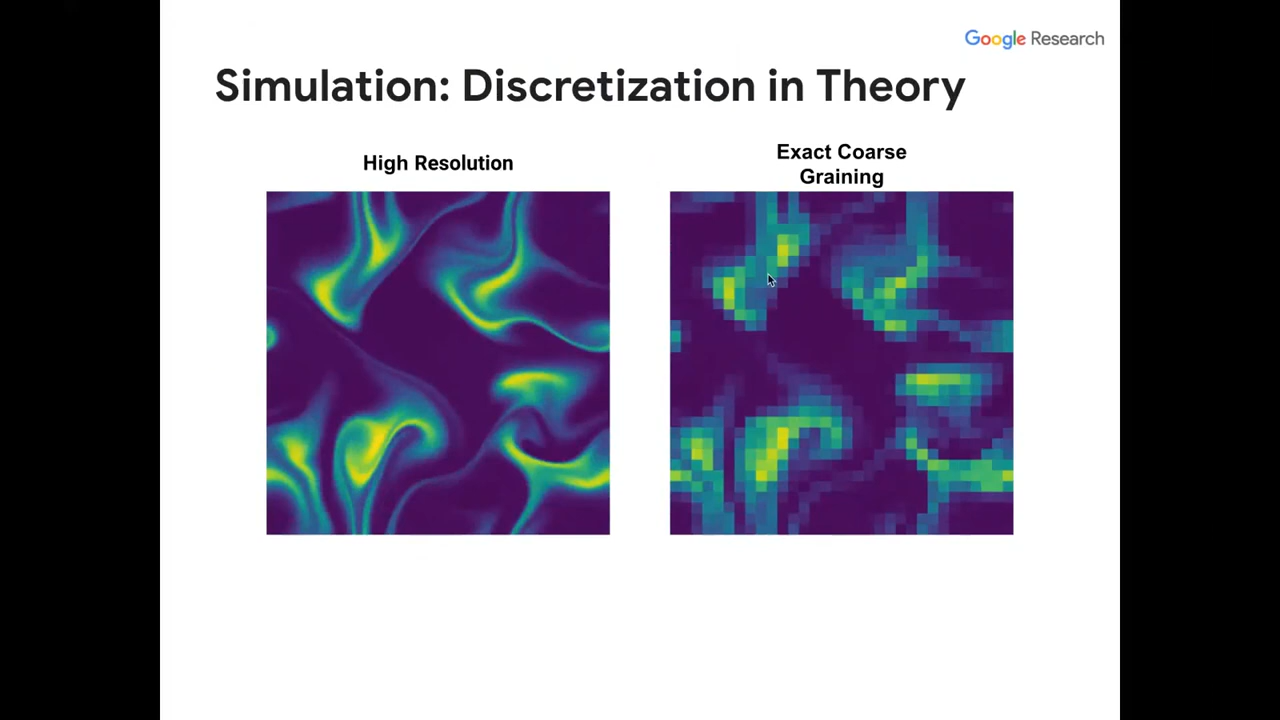 Google Research
Simulation: Discretization in Theory
High Resolution
Exact Coarse
Graining